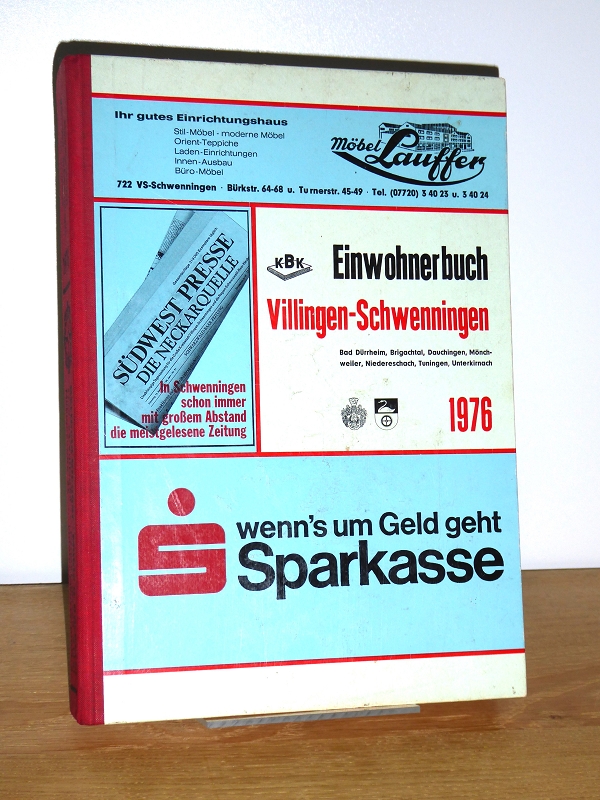 Ihr gutes Einrichtungshaus
Stil-Möbel - moderne Möbel
Orient-Teppiche
Laden-Einrichtungen
Innen-Ausbau
Büro-Möbel
Möbel
Lauffer
722 VS-Schwenningen · Bürkstr. 64-68 u. Turnerstr. 45-49 · Tel. (07720) 3 40 23 u. 3 40 24
SÜDWEST PRESSE
DIE NECKARQUELLE
In Schwenningen
schon immer
mit großem Abstand
die meistgelesene Zeitung
KBK
Einwohnerbuch
Villingen-Schwenningen
Bad Dürrheim, Brigachtal, Dauchingen, Mönch-
weiler, Niedereschach, Tuningen, Unterkirnach
1976
wenn's um Geld geht
Sparkasse